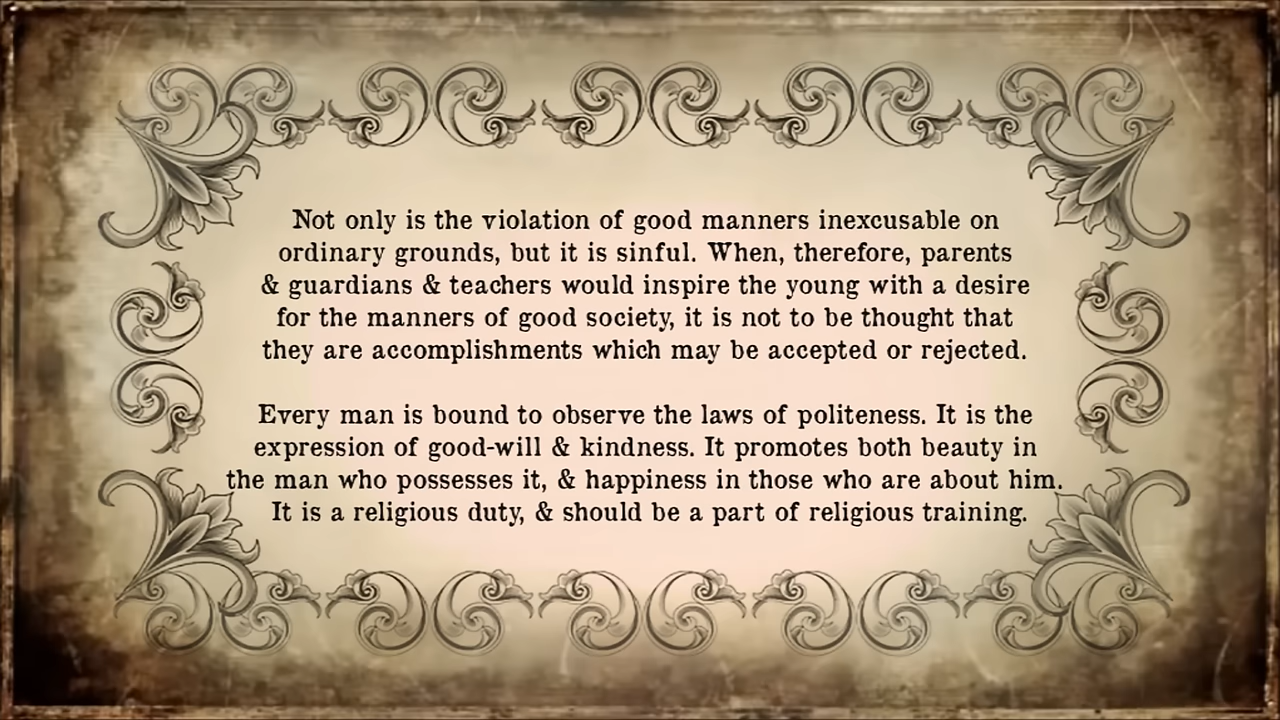 Not only is the violation of good manners inexcusable on
ordinary grounds, but it is sinful. When, therefore, parents
& guardians & teachers would inspire the young with a desire
for the manners of good society, it is not to be thought that
they are accomplishments which may be accepted or rejected.
Every man is bound to observe the laws of politeness. It is the
expression of good-will & kindness. It promotes both beauty in
the man who possesses it, & happiness in those who are about him.
It is a religious duty, & should be a part of religious training.